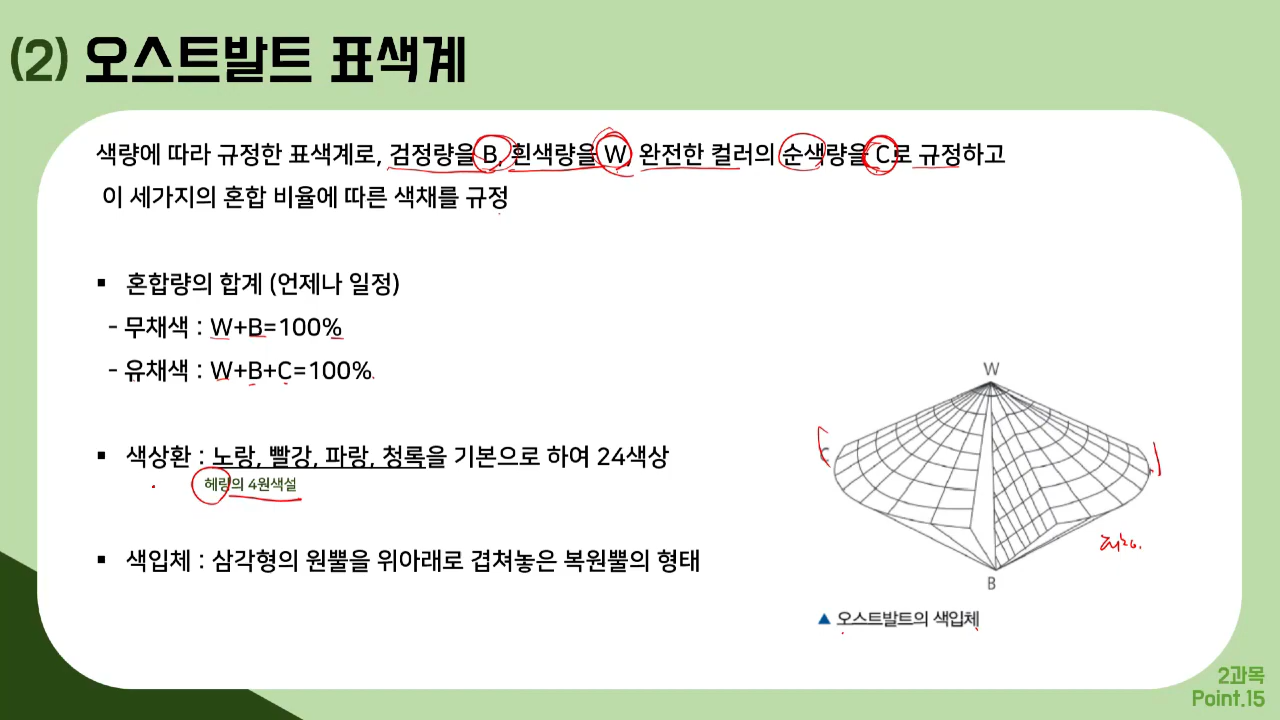 (2) 오스트발트 표색계
색량에 따라 규정한 표색계로, 검정량을 B, 흰색량을 W, 완전한 컬러의 순색량을 C로 규정하고
이 세가지의 혼합 비율에 따른 색채를 규정
▪ 혼합량의 합계 (언제나 일정)
- 무채색 : W+B=100%
- 유채색 : W+B+C=100%
▪ 색상환 : 노랑, 빨강, 파랑, 청록을 기본으로 하여 24색상
헤링의 4원색설
▪ 색입체 : 삼각형의 원뿔을 위아래로 겹쳐놓은 복원뿔의 형태
W
C
B
▲ 오스트발트의 색입체
2과목
Point.15